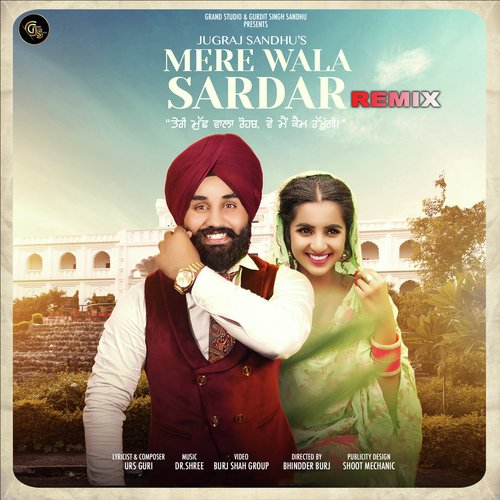 GRAND STUDIO & GURDIT SINGH SANDHU
PRESENTS
JUGRAJ SANDHU'S
MERE WALA
SARDAR REMIX
"ਤੇਰੀ ਮੁੱਛ ਵਾਲਾ ਰੋਹਬ, ਵੇ ਮੈਂ ਕੈਮ ਰੱਖੂੰਗੀ"
LYRICIST & COMPOSER
URS GURI
MUSIC
DR.SHREE
VIDEO
BURJ SHAH GROUP
DIRECTED BY
BHINDDER BURJ
PUBLICITY DESIGN
SHOOT MECHANIC